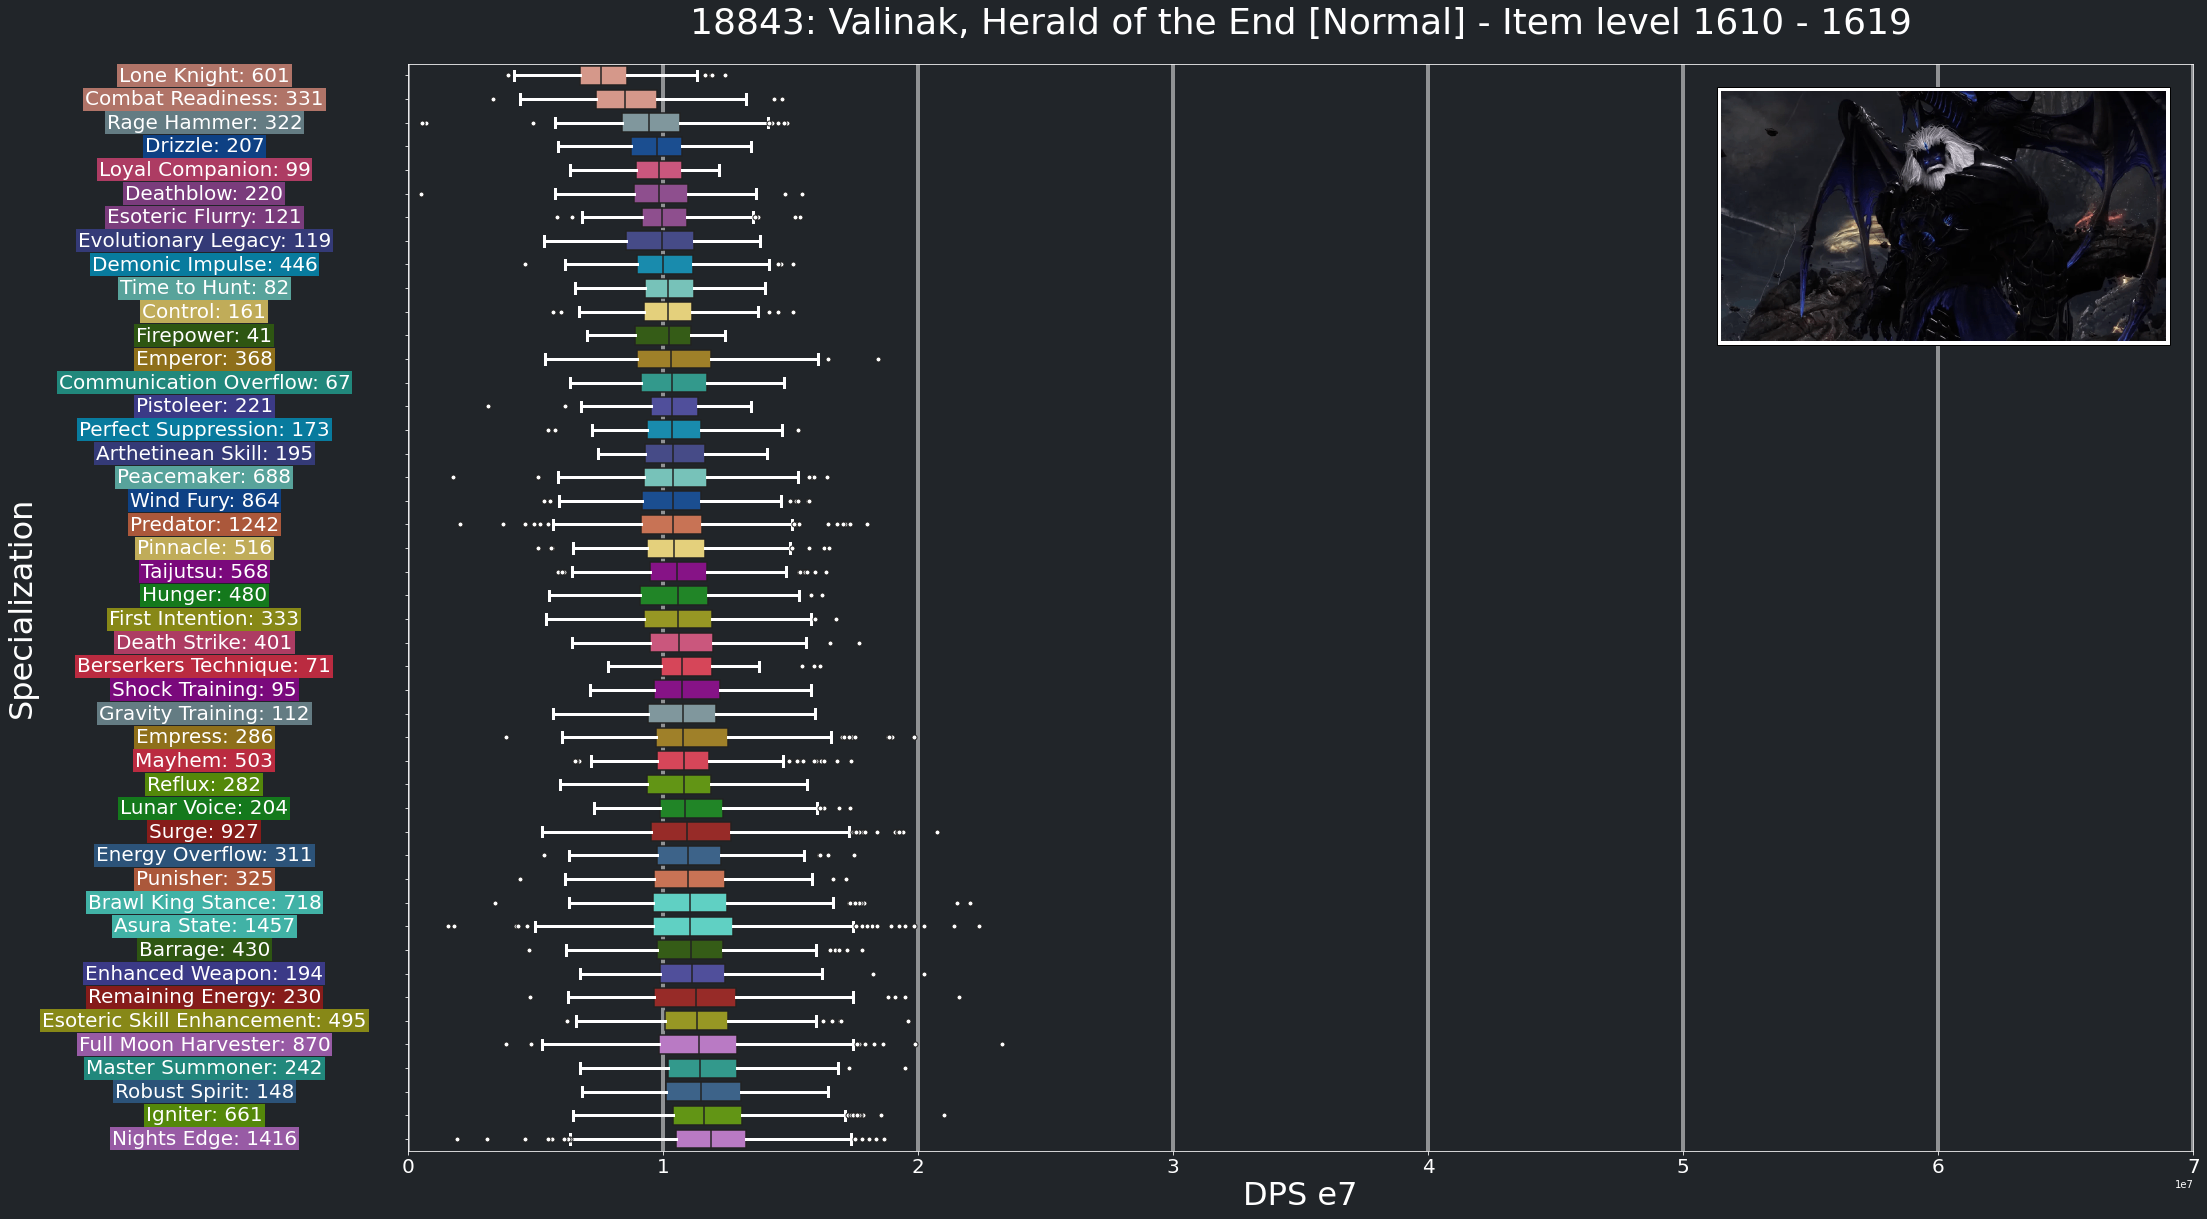 18843: Valinak, Herald of the End [Normal] - Item level 1610 - 1619
Lone Knight: 601
Combat Readiness: 331
Rage Hammer: 322
Drizzle: 207
Loyal Companion: 99
Deathblow: 220
Esoteric Flurry: 121
Evolutionary Legacy: 119
Demonic Impulse: 446
Time to Hunt: 82
Control: 161
Firepower: 41
Emperor: 368
Communication Overflow: 67
Pistoleer: 221
Perfect Suppression: 173
Arthetinean Skill: 195
Peacemaker: 688
Wind Fury: 864
Predator: 1242
Pinnacle: 516
Taijutsu: 568
Hunger: 480
First Intention: 333
Death Strike: 401
Berserkers Technique: 71
Shock Training: 95
Gravity Training: 112
Empress: 286
Mayhem: 503
Reflux: 282
Lunar Voice: 204
Surge: 927
Energy Overflow: 311
Punisher: 325
Brawl King Stance: 718
Asura State: 1457
Barrage: 430
Enhanced Weapon: 194
Remaining Energy: 230
Esoteric Skill Enhancement: 495
Full Moon Harvester: 870
Master Summoner: 242
Robust Spirit: 148
Igniter: 661
Nights Edge: 1416
Specialization
0 1 2 3 4 5 6 7
1e7
DPS e7